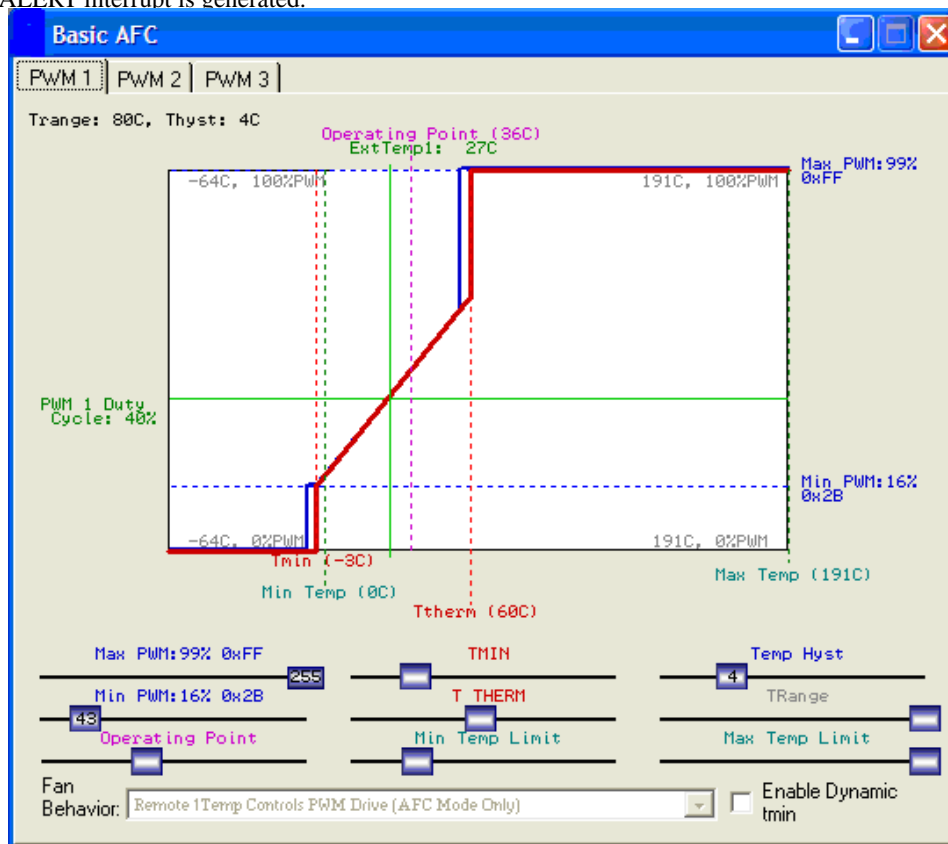 ALERT interrupt is generated.
Basic AFC
PWM 1 PWM 2 PWM 3
Trange: 80C, Thyst: 4C
Operating Point (36C)
ExtTemp1: 27C
Max PWM:99%
0xFF
-64C, 100%PWM
191C, 100%PWM
PWM 1 Duty
Cycle: 40%
Min PWM:16%
0x2B
-64C, 0%PWM
191C, 0%PWM
Tmin (-3C)
Max Temp (191C)
Min Temp (0C)
Ttherm (60C)
Max PWM:99% 0xFF
TMIN
Temp Hyst
255
4
Min PWM:16% 0x2B
T THERM
TRange
43
Operating Point
Min Temp Limit
Max Temp Limit
Fan
Behavior:
Remote 1Temp Controls PWM Drive (AFC Mode Only)
Enable Dynamic
tmin